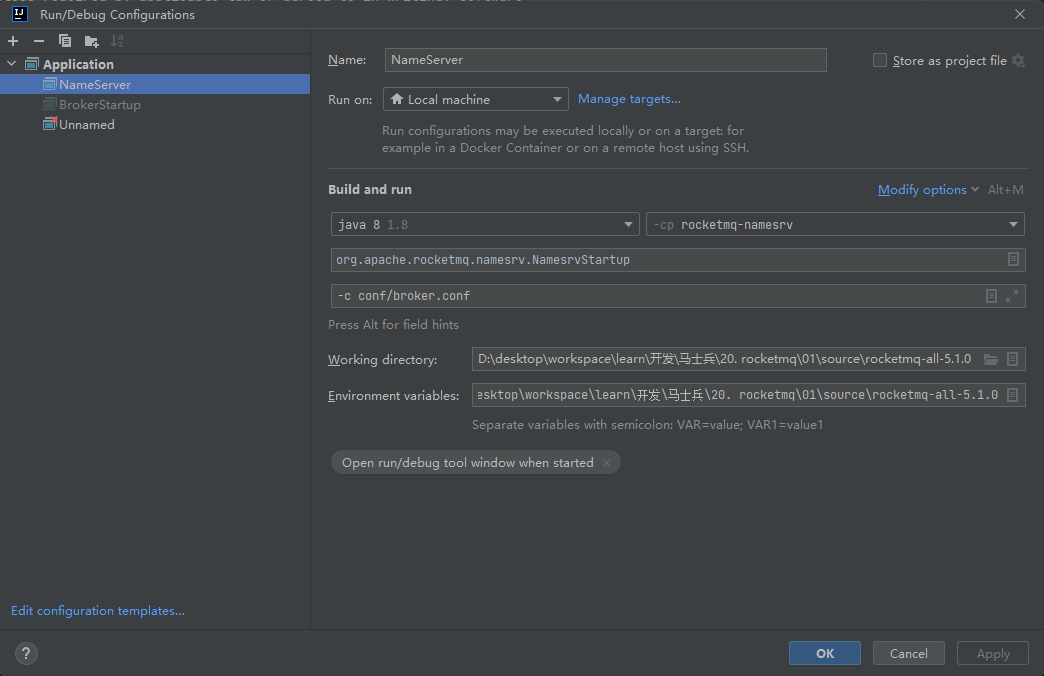 Run/Debug Configurations
Application
NameServer
BrokerStartup
Unnamed
Edit configuration templates...
Name: NameServer
Store as project file
Run on: Local machine Manage targets...
Run configurations may be executed locally or on a target: for
example in a Docker Container or on a remote host using SSH.
Build and run
Modify options Alt+M
java 8 1.8 -cp rocketmq-namesrv
org.apache.rocketmq.namesrv.NamesrvStartup
-c conf/broker.conf
Press Alt for field hints
Working directory: D:\desktop\workspace\learn\开发\马士兵\20. rocketmq\01\source\rocketmq-all-5.1.0
Environment variables: esktop\workspace\learn\开发\马士兵\20. rocketmq\01\source\rocketmq-all-5.1.0
Separate variables with semicolon: VAR=value; VAR1=value1
Open run/debug tool window when started
? OK Cancel Apply